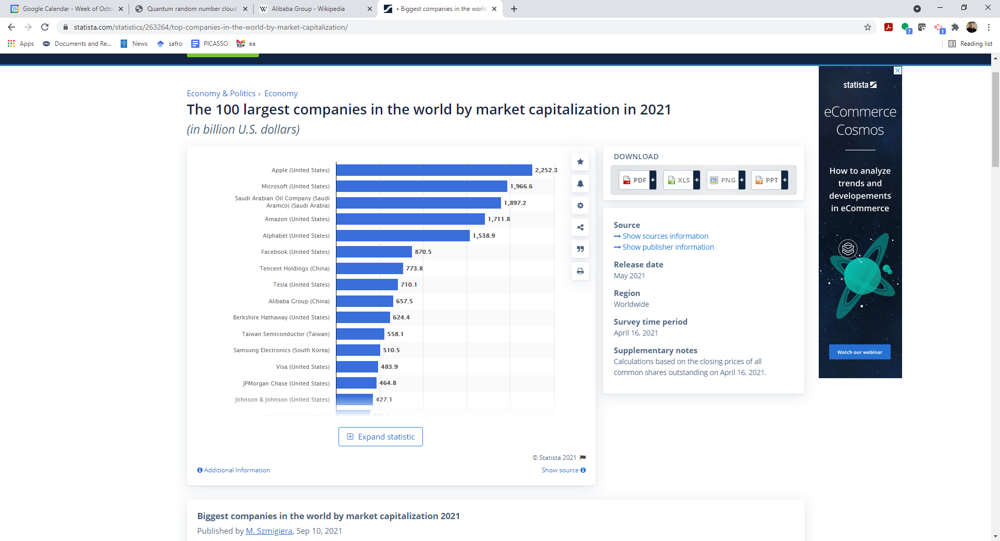 Google Calendar - Week of Octo
Quantum random number cloud
Alibaba Group - Wikipedia
• Biggest companies in the world
statista.com/statistics/263264/top-companies-in-the-world-by-market-capitalization/
7
1
Apps
Documents and Re...
News
safro
PICASSO
100+
ea
Reading list
Economy & Politics › Economy
The 100 largest companies in the world by market capitalization in 2021
(in billion U.S. dollars)
Apple (United States) 2,252.3
Microsoft (United States) 1,966.6
Saudi Arabian Oil Company (Saudi
Aramco) (Saudi Arabia) 1,897.2
Amazon (United States) 1,711.8
Alphabet (United States) 1,538.9
Facebook (United States) 870.5
Tencent Holdings (China) 773.8
Tesla (United States) 710.1
Alibaba Group (China) 657.5
Berkshire Hathaway (United States) 624.4
Taiwan Semiconductor (Taiwan) 558.1
Samsung Electronics (South Korea) 510.5
Visa (United States) 483.9
JPMorgan Chase (United States) 464.8
Johnson & Johnson (United States) 427.1
Expand statistic
© Statista 2021
Additional Information
Show source
DOWNLOAD
PDF + XLS + PNG + PPT +
Source
Show sources information
Show publisher information
Release date
May 2021
Region
Worldwide
Survey time period
April 16, 2021
Supplementary notes
Calculations based on the closing prices of all
common shares outstanding on April 16, 2021.
statista
eCommerce
Cosmos
How to analyze
trends and
developements
in eCommerce
Watch our webinar
Biggest companies in the world by market capitalization 2021
Published by M. Szmigiera, Sep 10, 2021